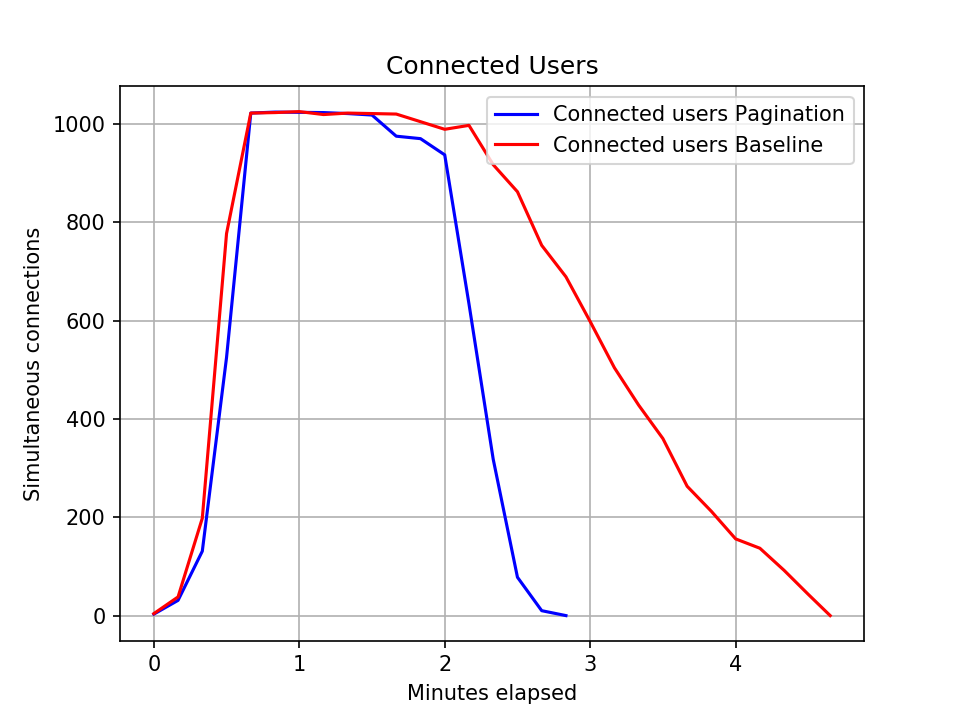 Connected Users
Connected users Pagination
Connected users Baseline
Simultaneous connections
1000
800
600
400
200
0
0 1 2 3 4
Minutes elapsed